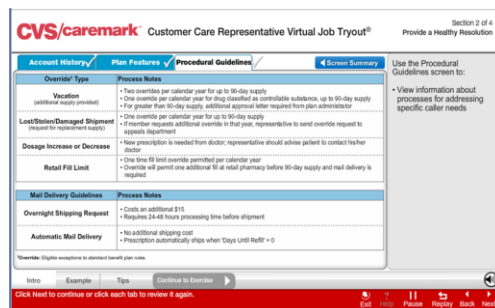 CVS/caremark Customer Care Representative Virtual Job Tryout®
Section 2 of 4
Provide a Healthy Resolution
Account History
Plan Features
Procedural Guidelines
Screen Summary
Override¹ Type
Process Notes
Vacation
(additional supply provided)
• Two overrides per calendar year for up to 90-day supply
• One override per calendar year for drug classified as controllable substance, up to 90-day supply
• For greater than 90-day supply, additional approval letter required from plan administrator
Lost/Stolen/Damaged Shipment
(request for replacement supply)
• One override per calendar year for up to 90-day supply
• If member requests additional override in that year, representative to send override request to
appeals department
Dosage Increase or Decrease
• New prescription is needed from doctor; representative should advise patient to contact his/her
doctor
Retail Fill Limit
• One time fill limit override permitted per calendar year
• Override will permit one additional fill at retail pharmacy before 90-day supply and mail delivery is
required
Mail Delivery Guidelines
Process Notes
Overnight Shipping Request
• Costs an additional $15
• Requires 24-48 hours processing time before shipment
Automatic Mail Delivery
• No additional shipping cost
• Prescription automatically ships when 'Days Until Refill' = 0
¹Override: Eligible exceptions to standard benefit plan rules.
Use the Procedural
Guidelines screen to:
• View information about
processes for addressing
specific caller needs
Intro
Example
Tips
Continue to Exercise
Click Next to continue or click each tab to review it again.
Exit
Help
Pause
Replay
Back
Next